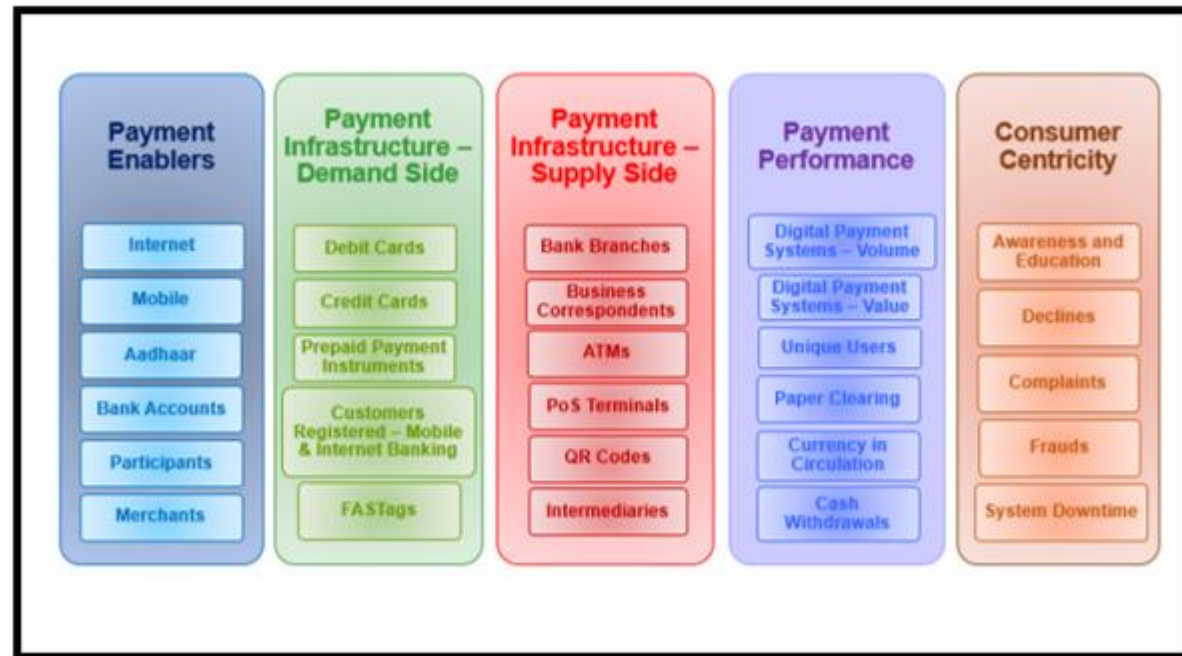 Payment
Enablers
Internet
Mobile
Aadhaar
Bank Accounts
Participants
Merchants
Payment
Infrastructure –
Demand Side
Debit Cards
Credit Cards
Prepaid Payment
Instruments
Customers
Registered – Mobile
& Internet Banking
FASTags
Payment
Infrastructure –
Supply Side
Bank Branches
Business
Correspondents
ATMs
PoS Terminals
QR Codes
Intermediaries
Payment
Performance
Digital Payment
Systems – Volume
Digital Payment
Systems – Value
Unique Users
Paper Clearing
Currency in
Circulation
Cash
Withdrawals
Consumer
Centricity
Awareness and
Education
Declines
Complaints
Frauds
System Downtime